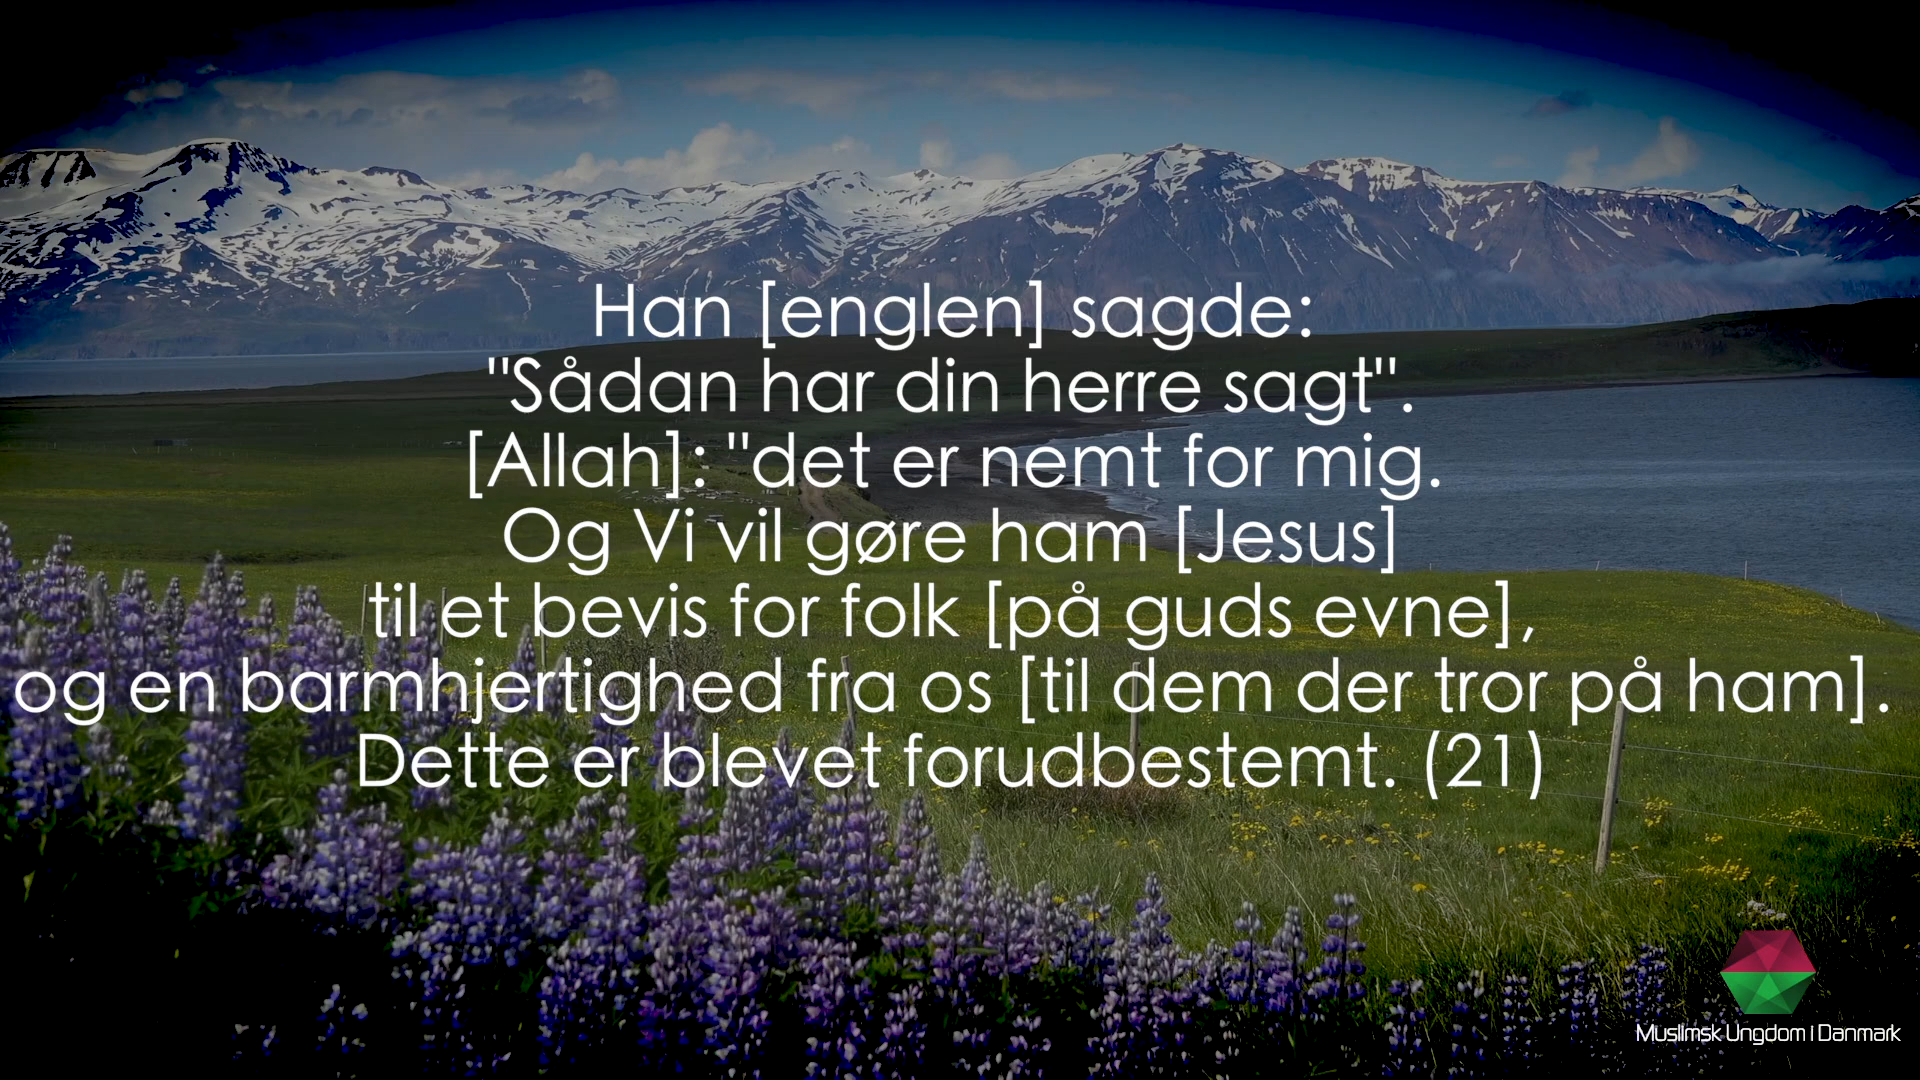 Han [englen] sagde:
"Sådan har din herre sagt".
[Allah]: "det er nemt for mig.
Og Vi vil gøre ham [Jesus]
til et bevis for folk [på guds evne],
og en barmhjertighed fra os [til dem der tror på ham].
Dette er blevet forudbestemt. (21)
Muslimsk Ungdom i Danmark